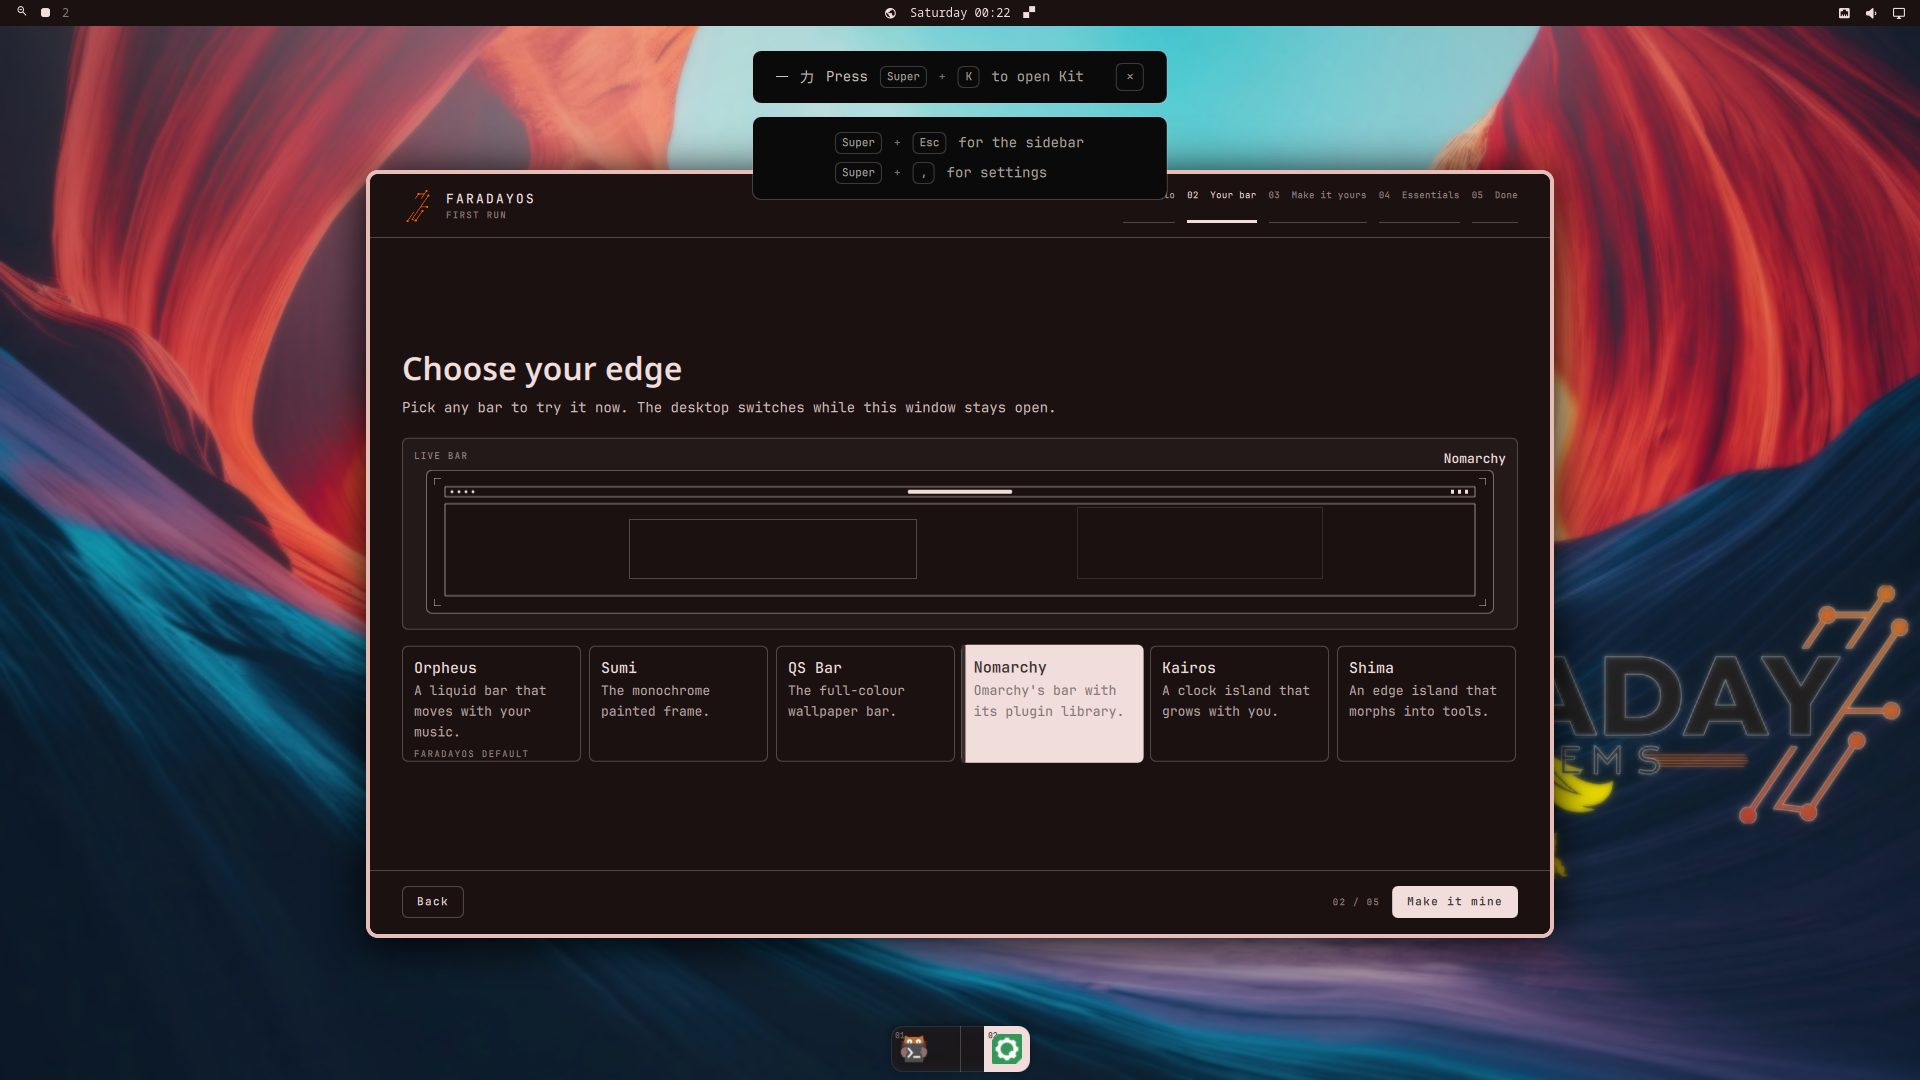 2
Saturday 00:22
一 力 Press Super + K to open Kit ×
Super + Esc for the sidebar
Super + , for settings
FARADAYOS
FIRST RUN
02 Your bar 03 Make it yours 04 Essentials 05 Done
Choose your edge
Pick any bar to try it now. The desktop switches while this window stays open.
LIVE BAR
Nomarchy
Orpheus
A liquid bar that
moves with your
music.
FARADAYOS DEFAULT
Sumi
The monochrome
painted frame.
QS Bar
The full-colour
wallpaper bar.
Nomarchy
Omarchy's bar with
its plugin library.
Kairos
A clock island that
grows with you.
Shima
An edge island that
morphs into tools.
ADAY
EMS
Back
02 / 05
Make it mine
01
02